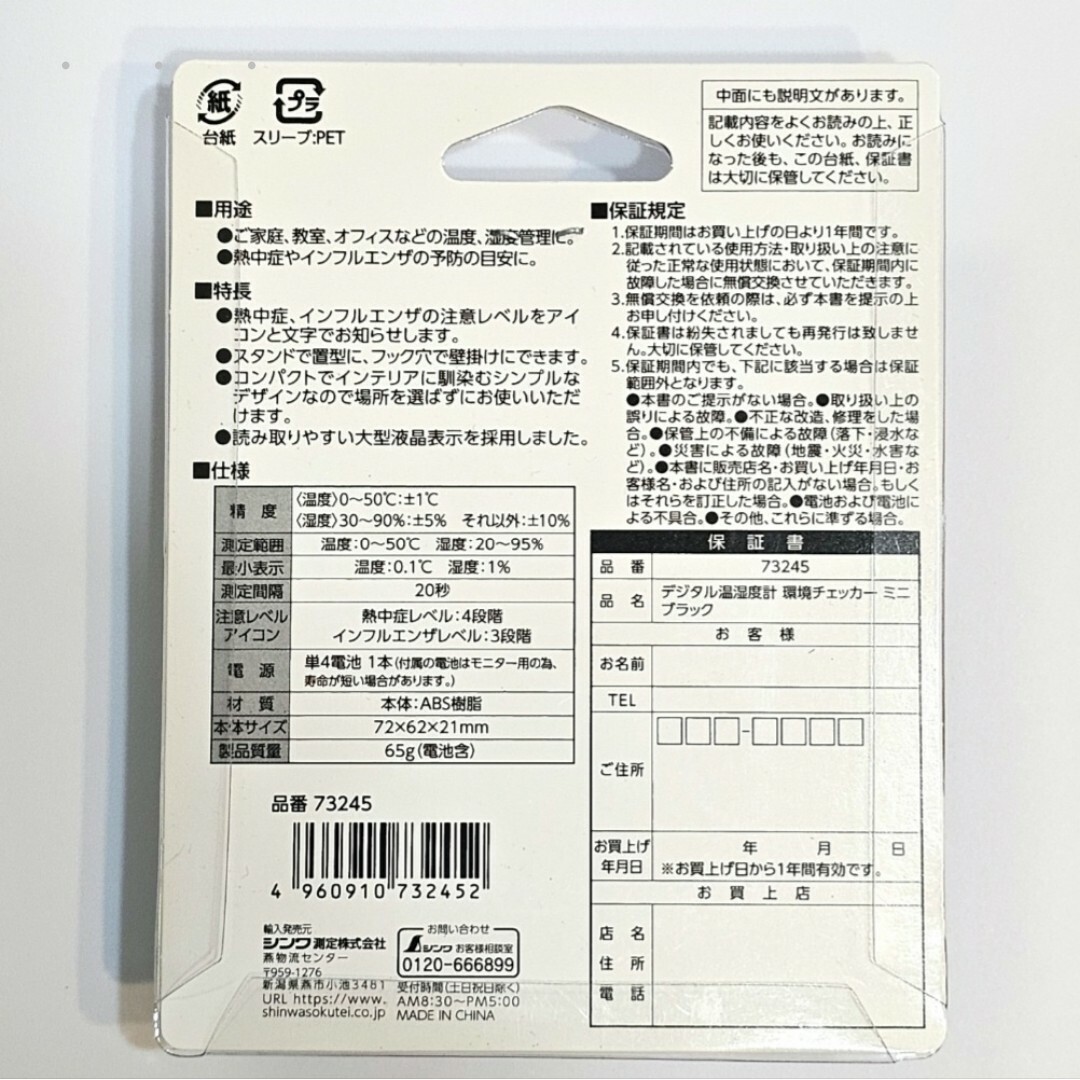 紙
台紙
プラ
スリーブ:PET
中面にも説明文があります。
記載内容をよくお読みの上、正
しくお使いください。お読みに
なった後も、この台紙、保証書
は大切に保管してください。
■用途
●ご家庭、教室、オフィスなどの温度、湿度管理に。
●熱中症やインフルエンザの予防の目安に。
■特長
●熱中症、インフルエンザの注意レベルをアイ
コンと文字でお知らせします。
●スタンドで置型に、フック穴で壁掛けにできます。
●コンパクトでインテリアに馴染むシンプルな
デザインなので場所を選ばずにお使いいただ
けます。
●読み取りやすい大型液晶表示を採用しました。
■仕様
精度 〈温度〉0〜50℃:±1℃
〈湿度〉30〜90%:±5% それ以外:±10%
測定範囲 温度:0〜50℃ 湿度:20〜95%
最小表示 温度:0.1℃ 湿度:1%
測定間隔 20秒
注意レベル 熱中症レベル:4段階
アイコン インフルエンザレベル:3段階
電源 単4電池 1本(付属の電池はモニター用の為、
寿命が短い場合があります。)
材質 本体:ABS樹脂
本体サイズ 72×62×21mm
製品質量 65g(電池含)
品番 73245
4 960910 732452
輸入発売元
シンワ測定株式会社
燕物流センター
〒959-1276
新潟県燕市小池3481
URL https://www.
shinwasokutei.co.jp
お問い合わせ
シンワ お客様相談室
0120-666899
受付時間(土日祝日除く)
AM8:30〜PM5:00
MADE IN CHINA
■保証規定
1.保証期間はお買い上げの日より1年間です。
2.記載されている使用方法・取り扱い上の注意に
従った正常な使用状態において、保証期間内に
故障した場合に無償交換させていただきます。
3.無償交換を依頼の際は、必ず本書を提示の上
お申し付けください。
4.保証書は紛失されましても再発行は致しませ
ん。大切に保管してください。
5.保証期間内でも、下記に該当する場合は保証
範囲外となります。
●本書のご提示がない場合。●取り扱い上の
誤りによる故障。●不正な改造、修理をした場
合。●保管上の不備による故障(落下・浸水な
ど)。●災害による故障(地震・火災・水害な
ど)。●本書に販売店名・お買い上げ年月日・お
客様名・および住所の記入がない場合。もしく
はそれらを訂正した場合。●電池および電池に
よる不具合。●その他、これらに準ずる場合。
保証書
品番 73245
品名 デジタル温湿度計 環境チェッカー ミニ
ブラック
お客様
お名前
TEL
ご住所
お買上げ 年 月 日
年月日 ※お買上げ日から1年間有効です。
お買上店
店名
住所
電話